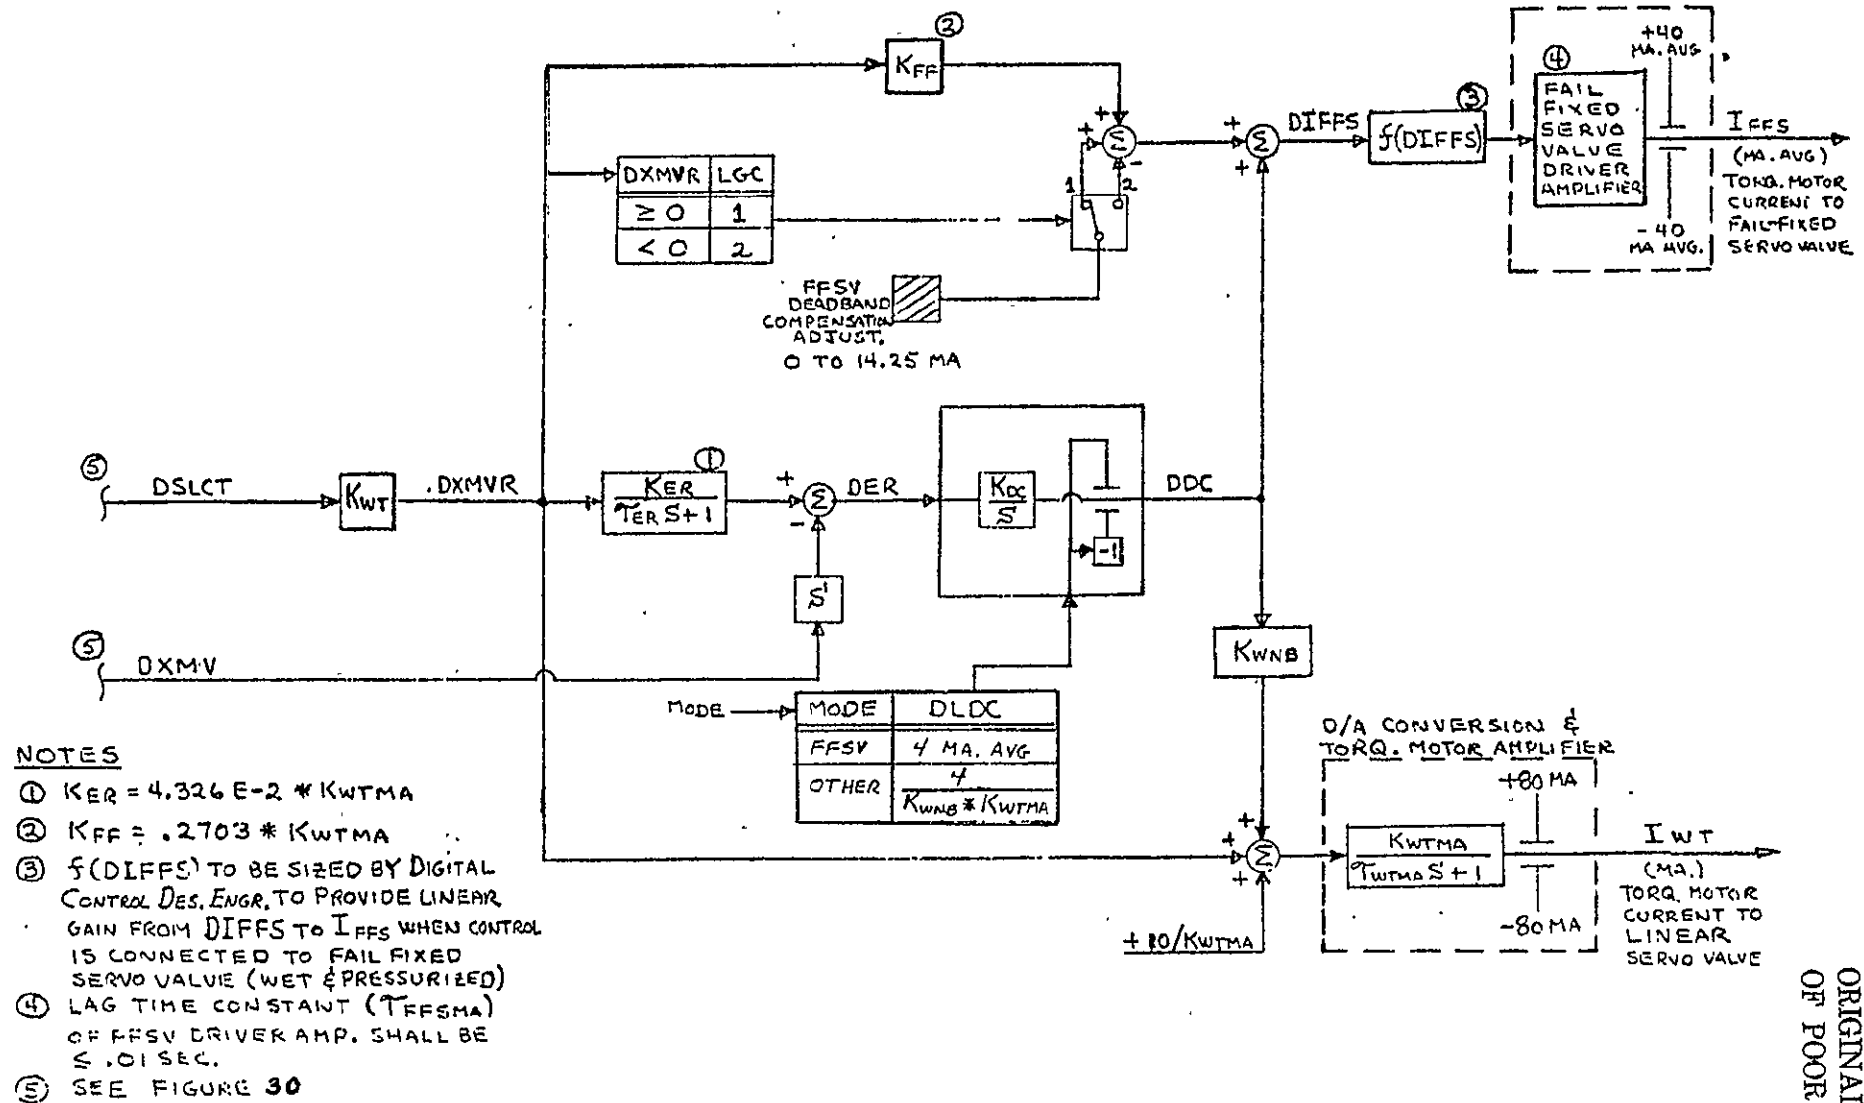 ②
KFF
+
+
Σ
-
1
2
DXMVR LGC
≥ 0 1
< 0 2
FFSV
DEADBAND
COMPENSATION
ADJUST.
0 TO 14.25 MA
+
Σ
+
DIFFS
③
f(DIFFS)
④
FAIL
FIXED
SERVO
VALVE
DRIVER
AMPLIFIER
+40
MA. AVG
-40
MA AVG.
IFFS
(MA. AVG)
TORQ. MOTOR
CURRENT TO
FAIL-FIXED
SERVO VALVE
⑤
DSLCT
KWT
.DXMVR
①
KER
τER S+1
+
Σ
-
DER
KDC
S
-1
DDC
S
⑤
DXMV
MODE
MODE DLDC
FFSV 4 MA. AVG
OTHER 4
KWNB * KWTMA
KWNB
+
+
Σ
+
+10/KWTMA
D/A CONVERSION &
TORQ. MOTOR AMPLIFIER
KWTMA
τWTMA S+1
+80 MA
-80 MA
IWT
(MA.)
TORQ. MOTOR
CURRENT TO
LINEAR
SERVO VALVE
NOTES
① KER = 4.326 E-2 * KWTMA
② KFF = .2703 * KWTMA
③ f(DIFFS) TO BE SIZED BY DIGITAL
CONTROL DES. ENGR. TO PROVIDE LINEAR
GAIN FROM DIFFS TO IFFS WHEN CONTROL
IS CONNECTED TO FAIL FIXED
SERVO VALVE (WET & PRESSURIZED)
④ LAG TIME CONSTANT (τFFSMA)
OF FFSV DRIVER AMP. SHALL BE
≤ .01 SEC.
⑤ SEE FIGURE 30
ORIGINAL
OF POOR